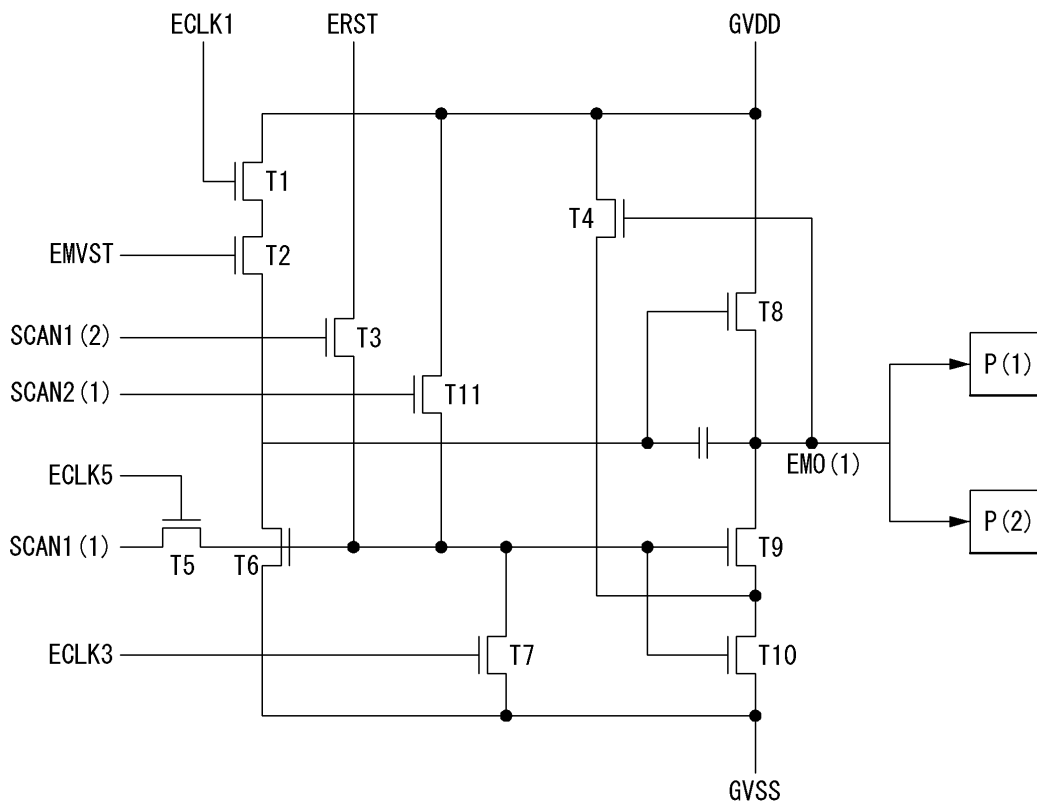 ECLK1
ERST
GVDD
T1
T4
EMVST
T2
T8
SCAN1(2)
T3
P(1)
SCAN2(1)
T11
EMO(1)
ECLK5
P(2)
SCAN1(1)
T5
T6
T9
ECLK3
T7
T10
GVSS